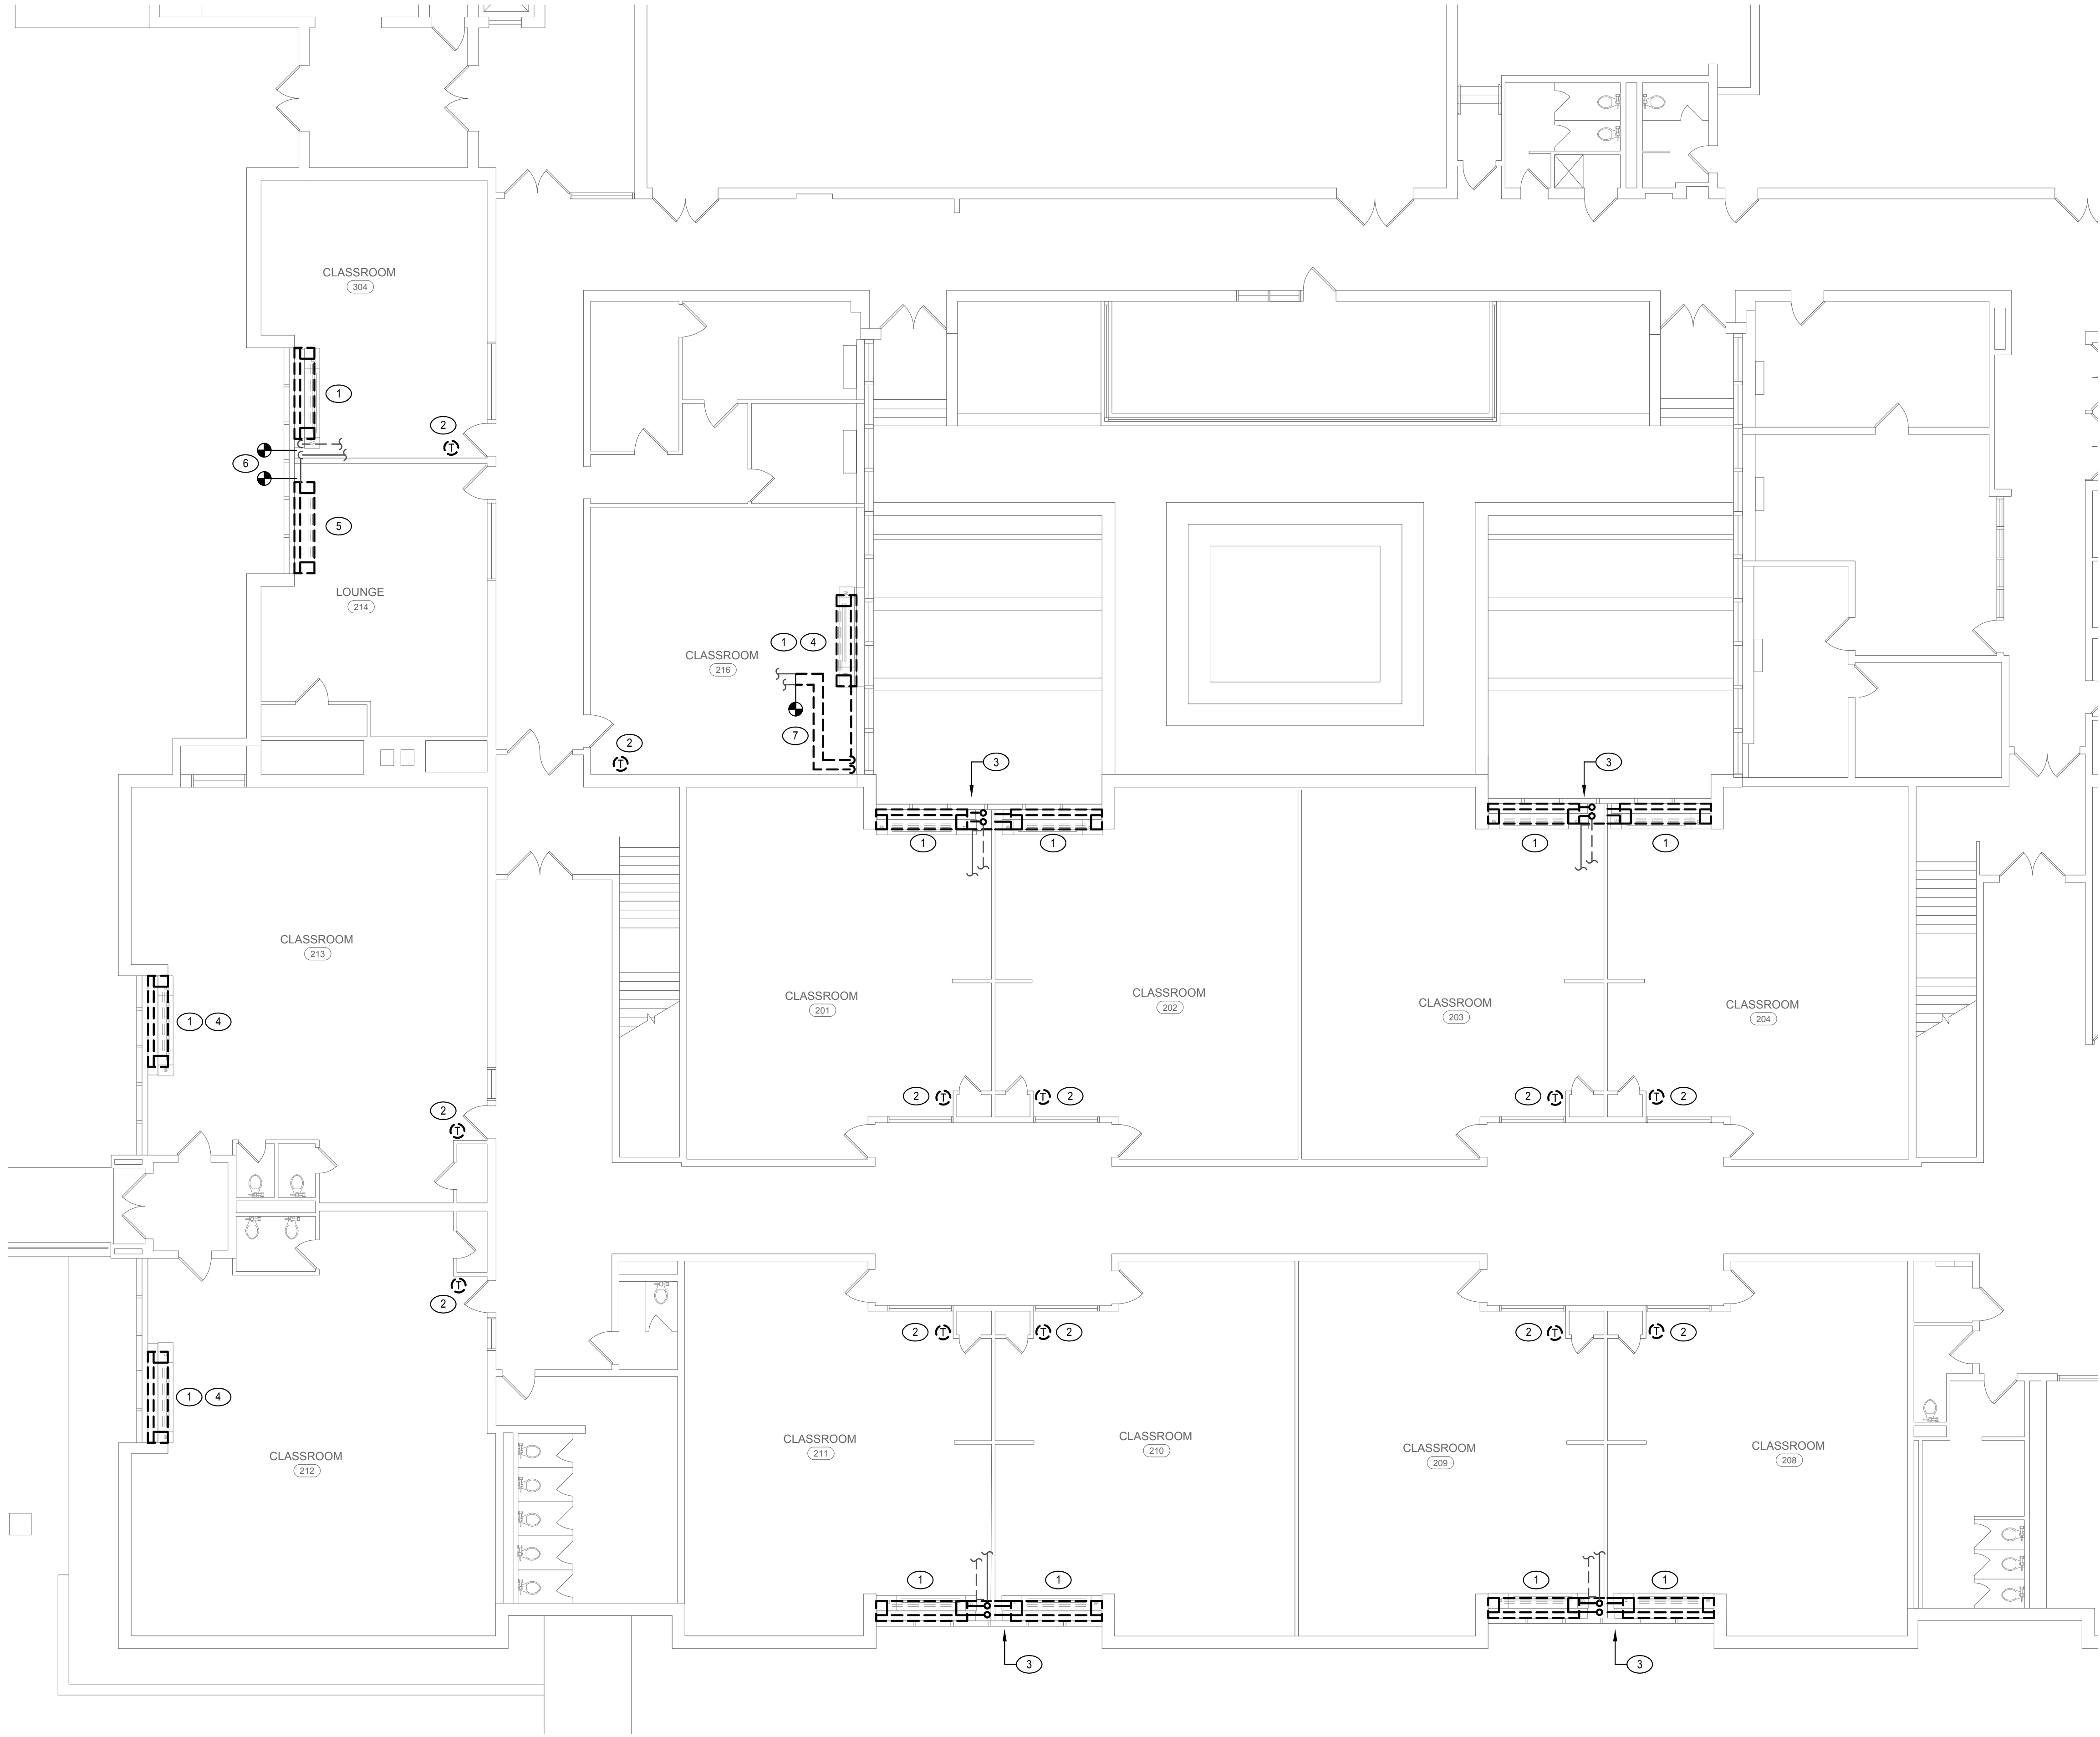 CLASSROOM
304
1
2
T
6
5
LOUNGE
214
1 4
CLASSROOM
216
7
2
T
3
3
1
1
1
1
CLASSROOM
213
CLASSROOM
201
CLASSROOM
202
CLASSROOM
203
CLASSROOM
204
1 4
2
T
2 T
T 2
2 T
T 2
T
2
2 T
T 2
2 T
T 2
1 4
CLASSROOM
212
CLASSROOM
211
CLASSROOM
210
CLASSROOM
209
CLASSROOM
208
1
1
1
1
3
3